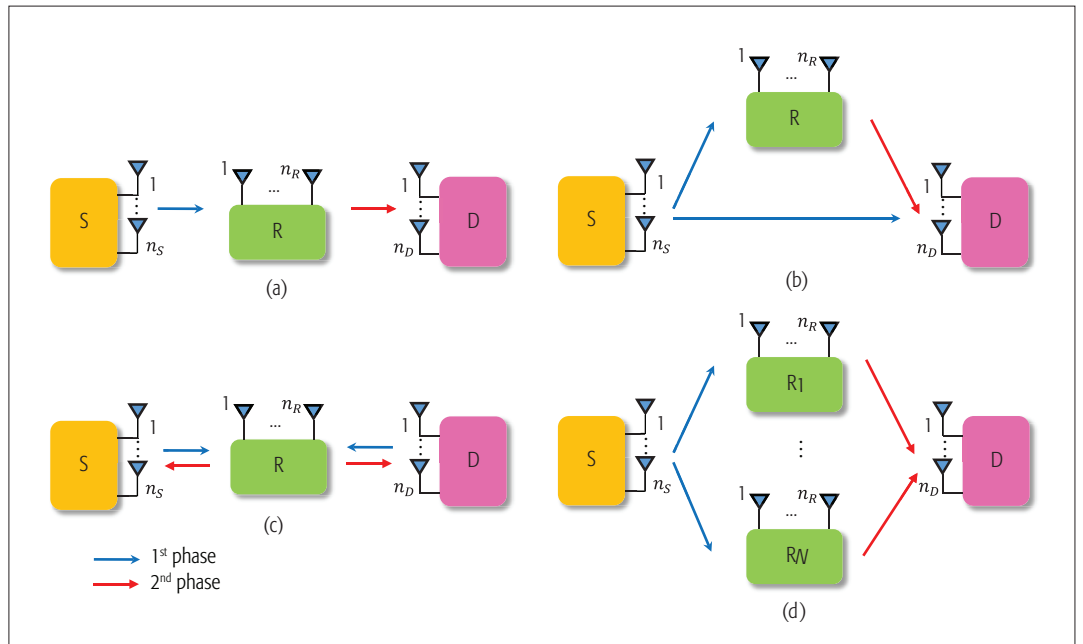 1 ... n_R
S
1
n_S
R
1
n_D
D
(a)
1 ... n_R
R
S
1
n_S
1
n_D
D
(b)
1 ... n_R
S
1
n_S
R
1
n_D
D
(c)
1st phase
2nd phase
1 ... n_R
R1
S
1
n_S
1
n_D
D
1 ... n_R
RN
(d)